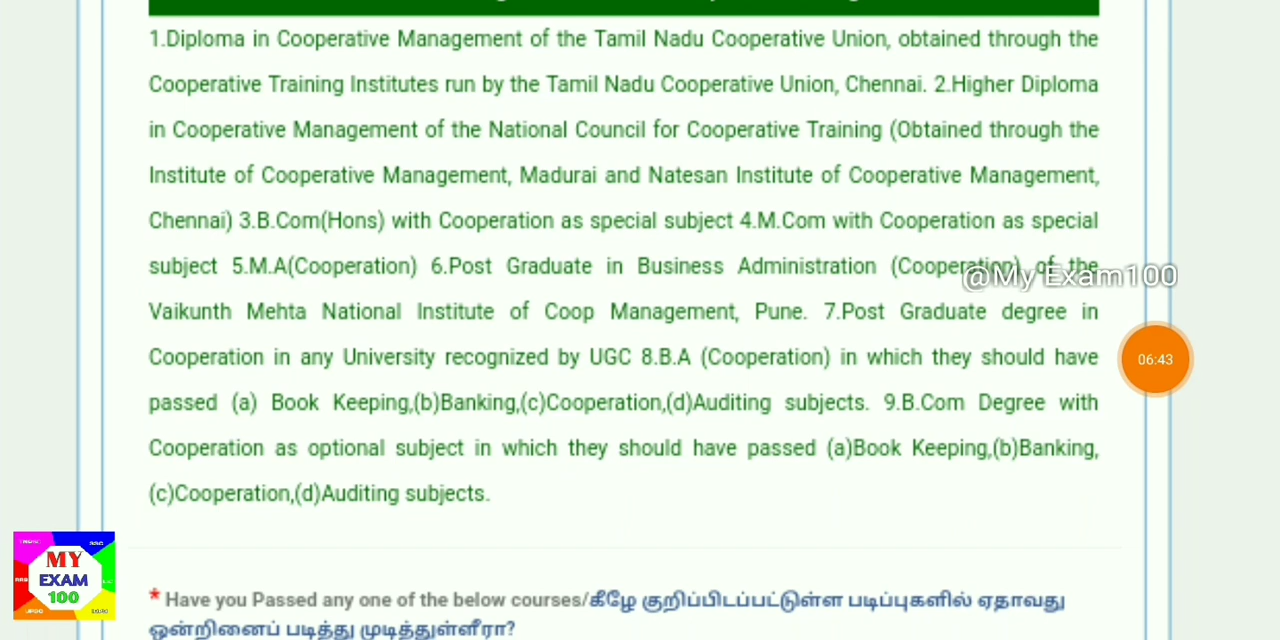 1.Diploma in Cooperative Management of the Tamil Nadu Cooperative Union, obtained through the
Cooperative Training Institutes run by the Tamil Nadu Cooperative Union, Chennai. 2.Higher Diploma
in Cooperative Management of the National Council for Cooperative Training (Obtained through the
Institute of Cooperative Management, Madurai and Natesan Institute of Cooperative Management,
Chennai) 3.B.Com(Hons) with Cooperation as special subject 4.M.Com with Cooperation as special
subject 5.M.A(Cooperation) 6.Post Graduate in Business Administration (Cooperation) of the
@My Exam100
Vaikunth Mehta National Institute of Coop Management, Pune. 7.Post Graduate degree in
Cooperation in any University recognized by UGC 8.B.A (Cooperation) in which they should have
06:43
passed (a) Book Keeping,(b)Banking,(c)Cooperation,(d)Auditing subjects. 9.B.Com Degree with
Cooperation as optional subject in which they should have passed (a)Book Keeping,(b)Banking,
(c)Cooperation,(d)Auditing subjects.
MY
EXAM
100
* Have you Passed any one of the below courses/கீழே குறிப்பிடப்பட்டுள்ள படிப்புகளில் ஏதாவது
ஒன்றினைப் படித்து முடித்துள்ளீரா?